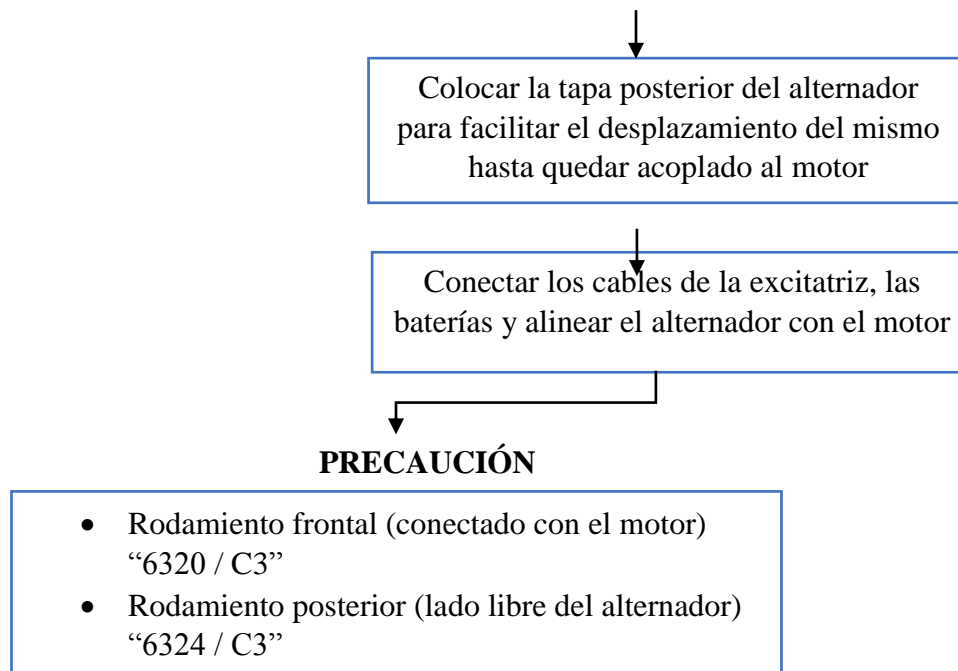 Colocar la tapa posterior del alternador
para facilitar el desplazamiento del mismo
hasta quedar acoplado al motor
Conectar los cables de la excitatriz, las
baterías y alinear el alternador con el motor
PRECAUCIÓN
• Rodamiento frontal (conectado con el motor)
“6320 / C3”
• Rodamiento posterior (lado libre del alternador)
“6324 / C3”